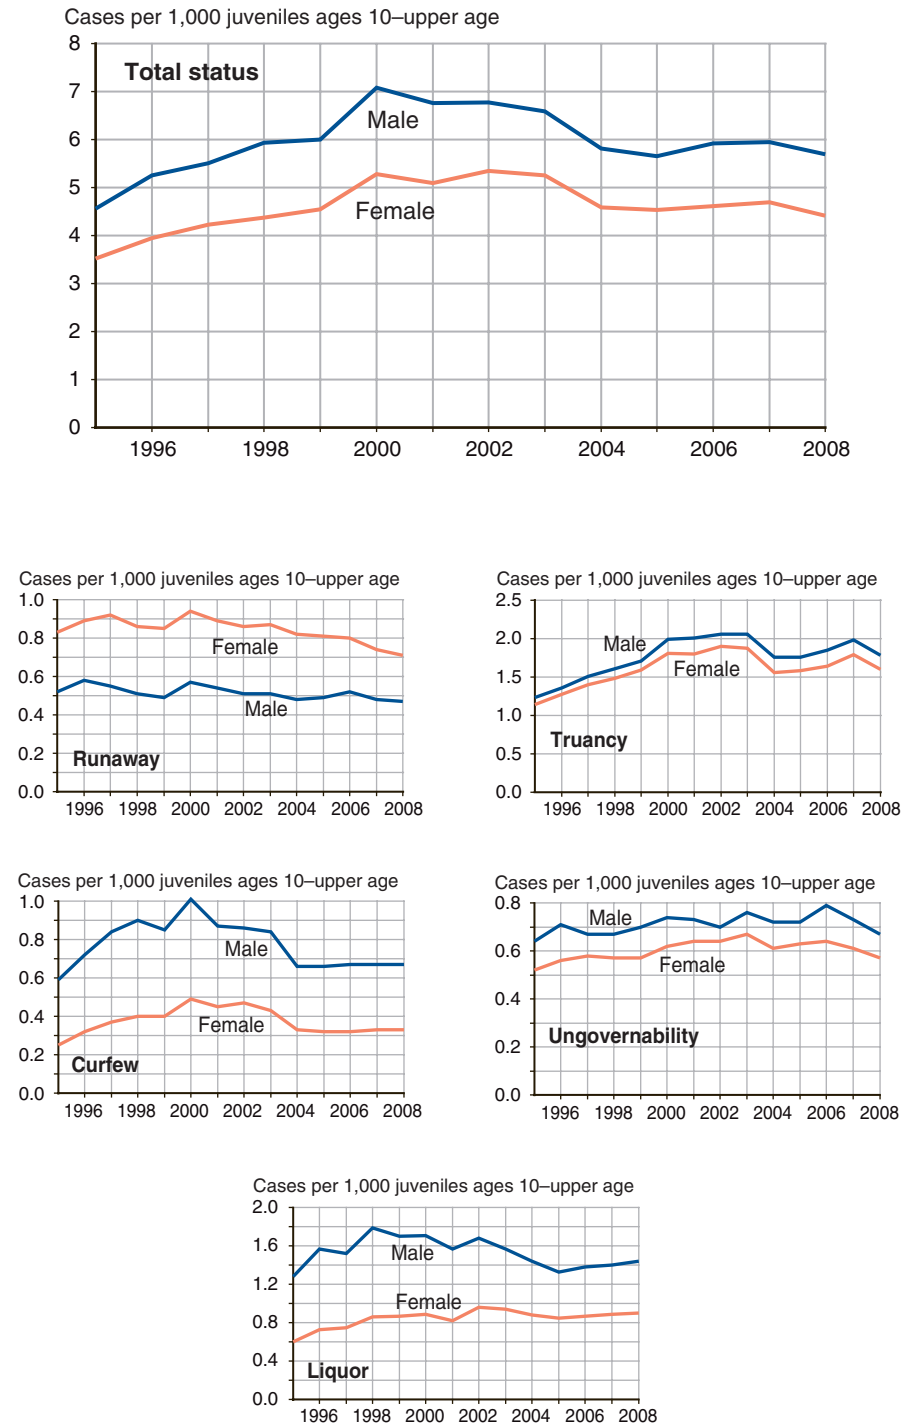 Cases per 1,000 juveniles ages 10–upper age
8
Total status
7
Male
6
5
Female
4
3
2
1
0
1996 1998 2000 2002 2004 2006 2008
Cases per 1,000 juveniles ages 10–upper age
1.0
0.8
Female
0.6
Male
0.4
0.2
Runaway
0.0
1996 1998 2000 2002 2004 2006 2008
Cases per 1,000 juveniles ages 10–upper age
2.5
2.0
Male
Female
1.5
1.0
Truancy
0.5
0.0
1996 1998 2000 2002 2004 2006 2008
Cases per 1,000 juveniles ages 10–upper age
1.0
0.8
Male
0.6
0.4
Female
0.2
Curfew
0.0
1996 1998 2000 2002 2004 2006 2008
Cases per 1,000 juveniles ages 10–upper age
0.8
Male
0.6
Female
0.4
Ungovernability
0.2
0.0
1996 1998 2000 2002 2004 2006 2008
Cases per 1,000 juveniles ages 10–upper age
2.0
1.6
Male
1.2
Female
0.8
0.4
Liquor
0.0
1996 1998 2000 2002 2004 2006 2008